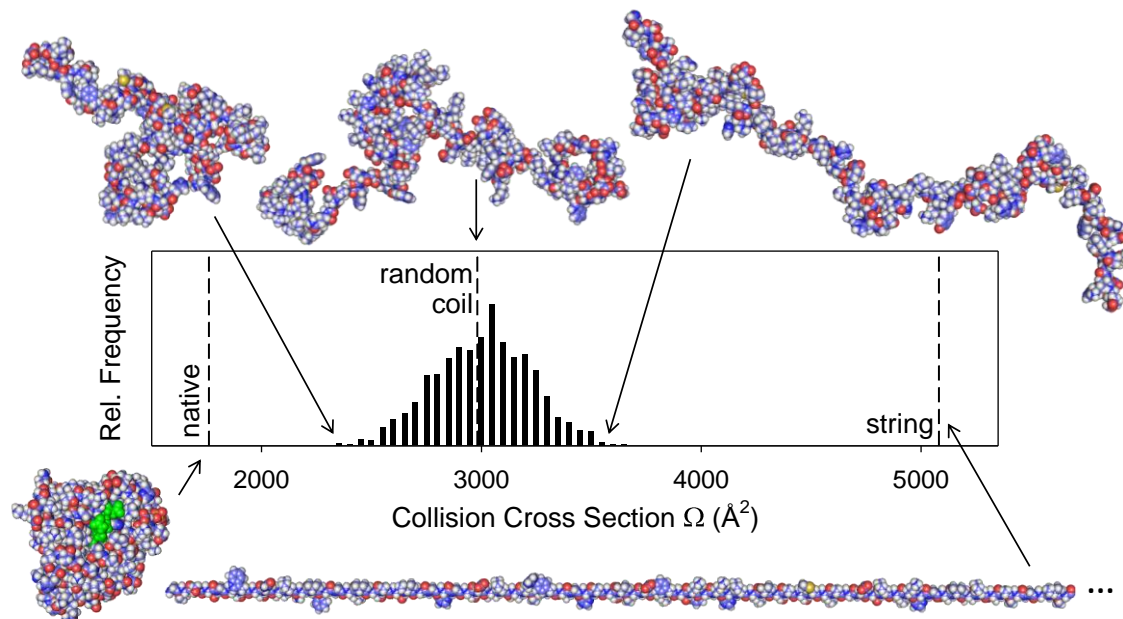 Rel. Frequency
native
random
coil
string
2000 3000 4000 5000
Collision Cross Section Ω (Å²)
...